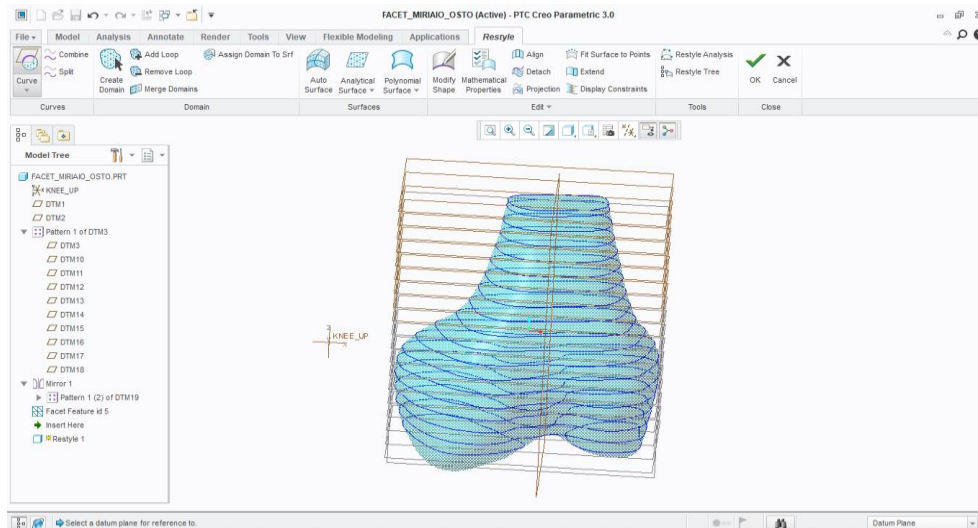 FACET_MIRIAIO_OSTO (Active) - PTC Creo Parametric 3.0
File Model Analysis Annotate Render Tools View Flexible Modeling Applications Restyle
Curve
Combine
Split
Curves
Create Domain
Add Loop
Remove Loop
Merge Domains
Assign Domain To Srf
Domain
Auto Surface
Analytical Surface
Polynomial Surface
Surfaces
Modify Shape
Mathematical Properties
Align
Detach
Projection
Fit Surface to Points
Extend
Display Constraints
Edit
Restyle Analysis
Restyle Tree
Tools
OK
Cancel
Close
Model Tree
FACET_MIRIAIO_OSTO.PRT
KNEE_UP
DTM1
DTM2
Pattern 1 of DTM3
DTM3
DTM10
DTM11
DTM12
DTM13
DTM14
DTM15
DTM16
DTM17
DTM18
Mirror 1
Pattern 1 (2) of DTM19
Facet Feature id 5
Insert Here
Restyle 1
KNEE_UP
Select a datum plane for reference to.
Datum Plane